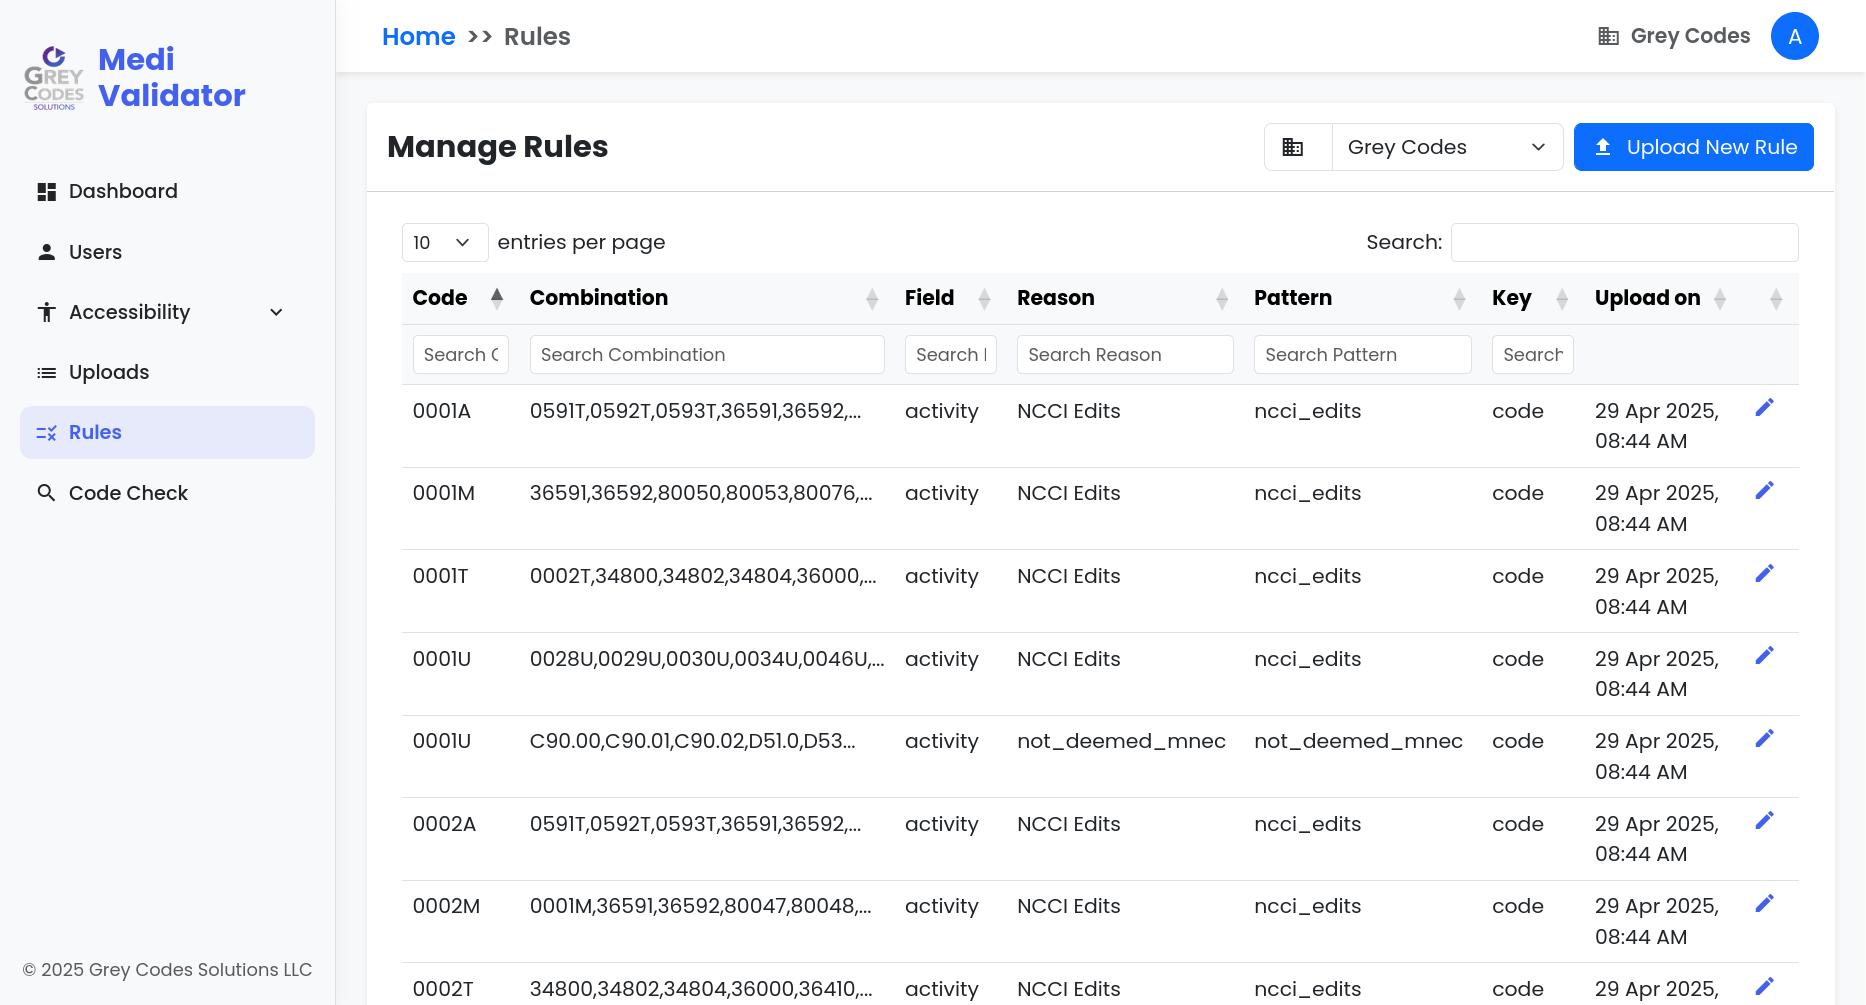 GREY
CODES
SOLUTIONS
Medi
Validator
Dashboard
Users
Accessibility
Uploads
Rules
Code Check
© 2025 Grey Codes Solutions LLC
Home >> Rules
Grey Codes
A
Manage Rules
Grey Codes
Upload New Rule
10 entries per page
Search:
Code Combination Field Reason Pattern Key Upload on
Search C Search Combination Search Search Reason Search Pattern Search
0001A 0591T,0592T,0593T,36591,36592,... activity NCCI Edits ncci_edits code 29 Apr 2025,
08:44 AM
0001M 36591,36592,80050,80053,80076,... activity NCCI Edits ncci_edits code 29 Apr 2025,
08:44 AM
0001T 0002T,34800,34802,34804,36000,... activity NCCI Edits ncci_edits code 29 Apr 2025,
08:44 AM
0001U 0028U,0029U,0030U,0034U,0046U,... activity NCCI Edits ncci_edits code 29 Apr 2025,
08:44 AM
0001U C90.00,C90.01,C90.02,D51.0,D53... activity not_deemed_mnec not_deemed_mnec code 29 Apr 2025,
08:44 AM
0002A 0591T,0592T,0593T,36591,36592,... activity NCCI Edits ncci_edits code 29 Apr 2025,
08:44 AM
0002M 0001M,36591,36592,80047,80048,... activity NCCI Edits ncci_edits code 29 Apr 2025,
08:44 AM
0002T 34800,34802,34804,36000,36410,... activity NCCI Edits ncci_edits code 29 Apr 2025,